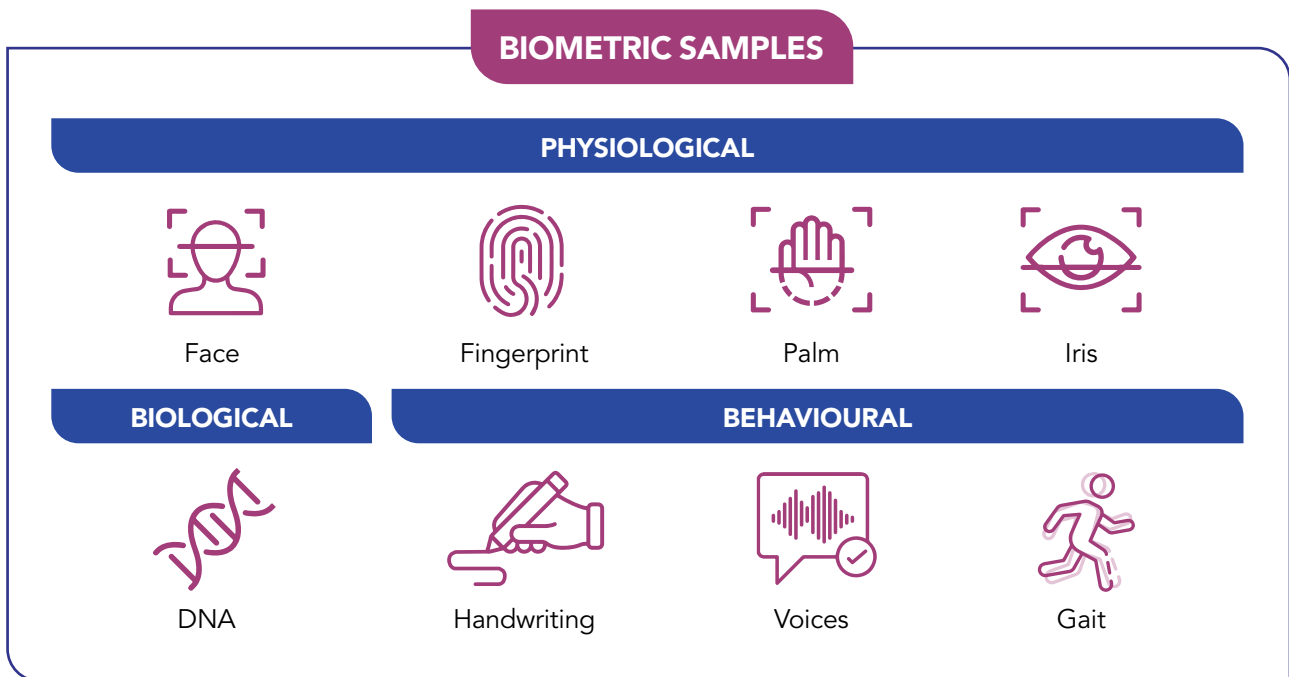 BIOMETRIC SAMPLES
PHYSIOLOGICAL
Face Fingerprint Palm Iris
BIOLOGICAL BEHAVIOURAL
DNA Handwriting Voices Gait